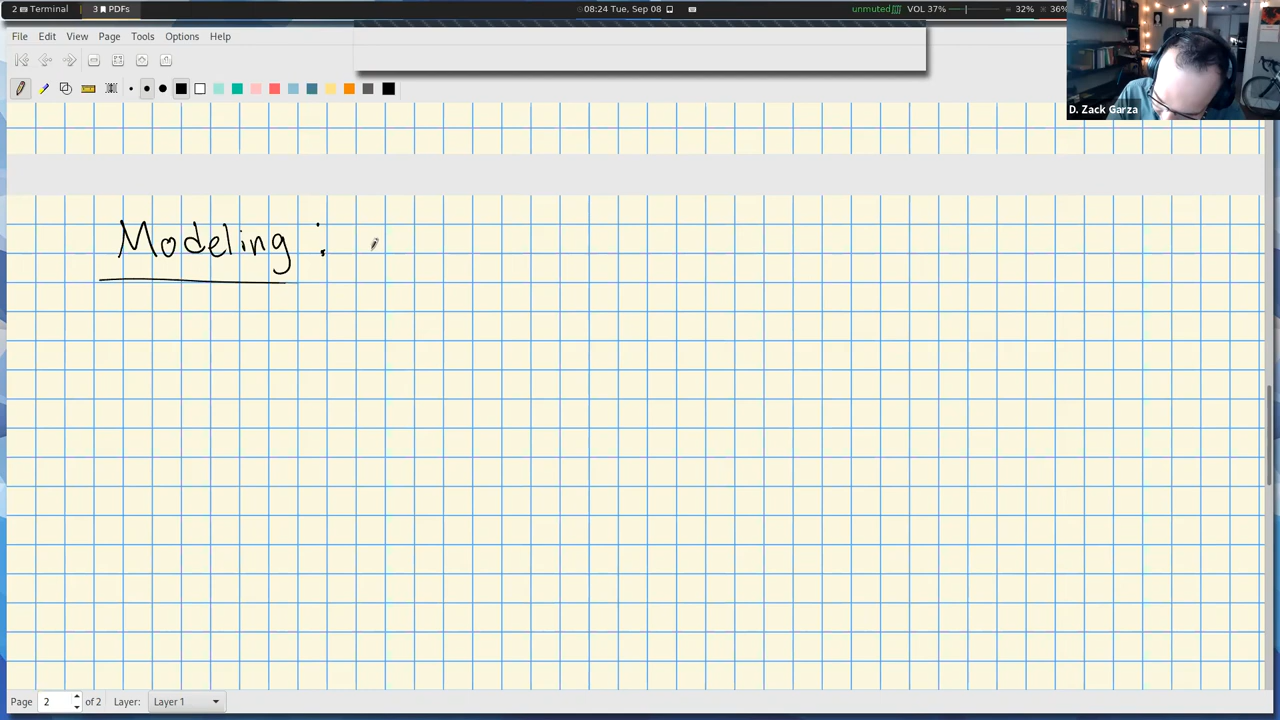 2 Terminal 3 PDFs 08:24 Tue, Sep 08 unmuted VOL 37% 32% 36%
File Edit View Page Tools Options Help
D. Zack Garza
Modeling :
Page 2 of 2 Layer: Layer 1